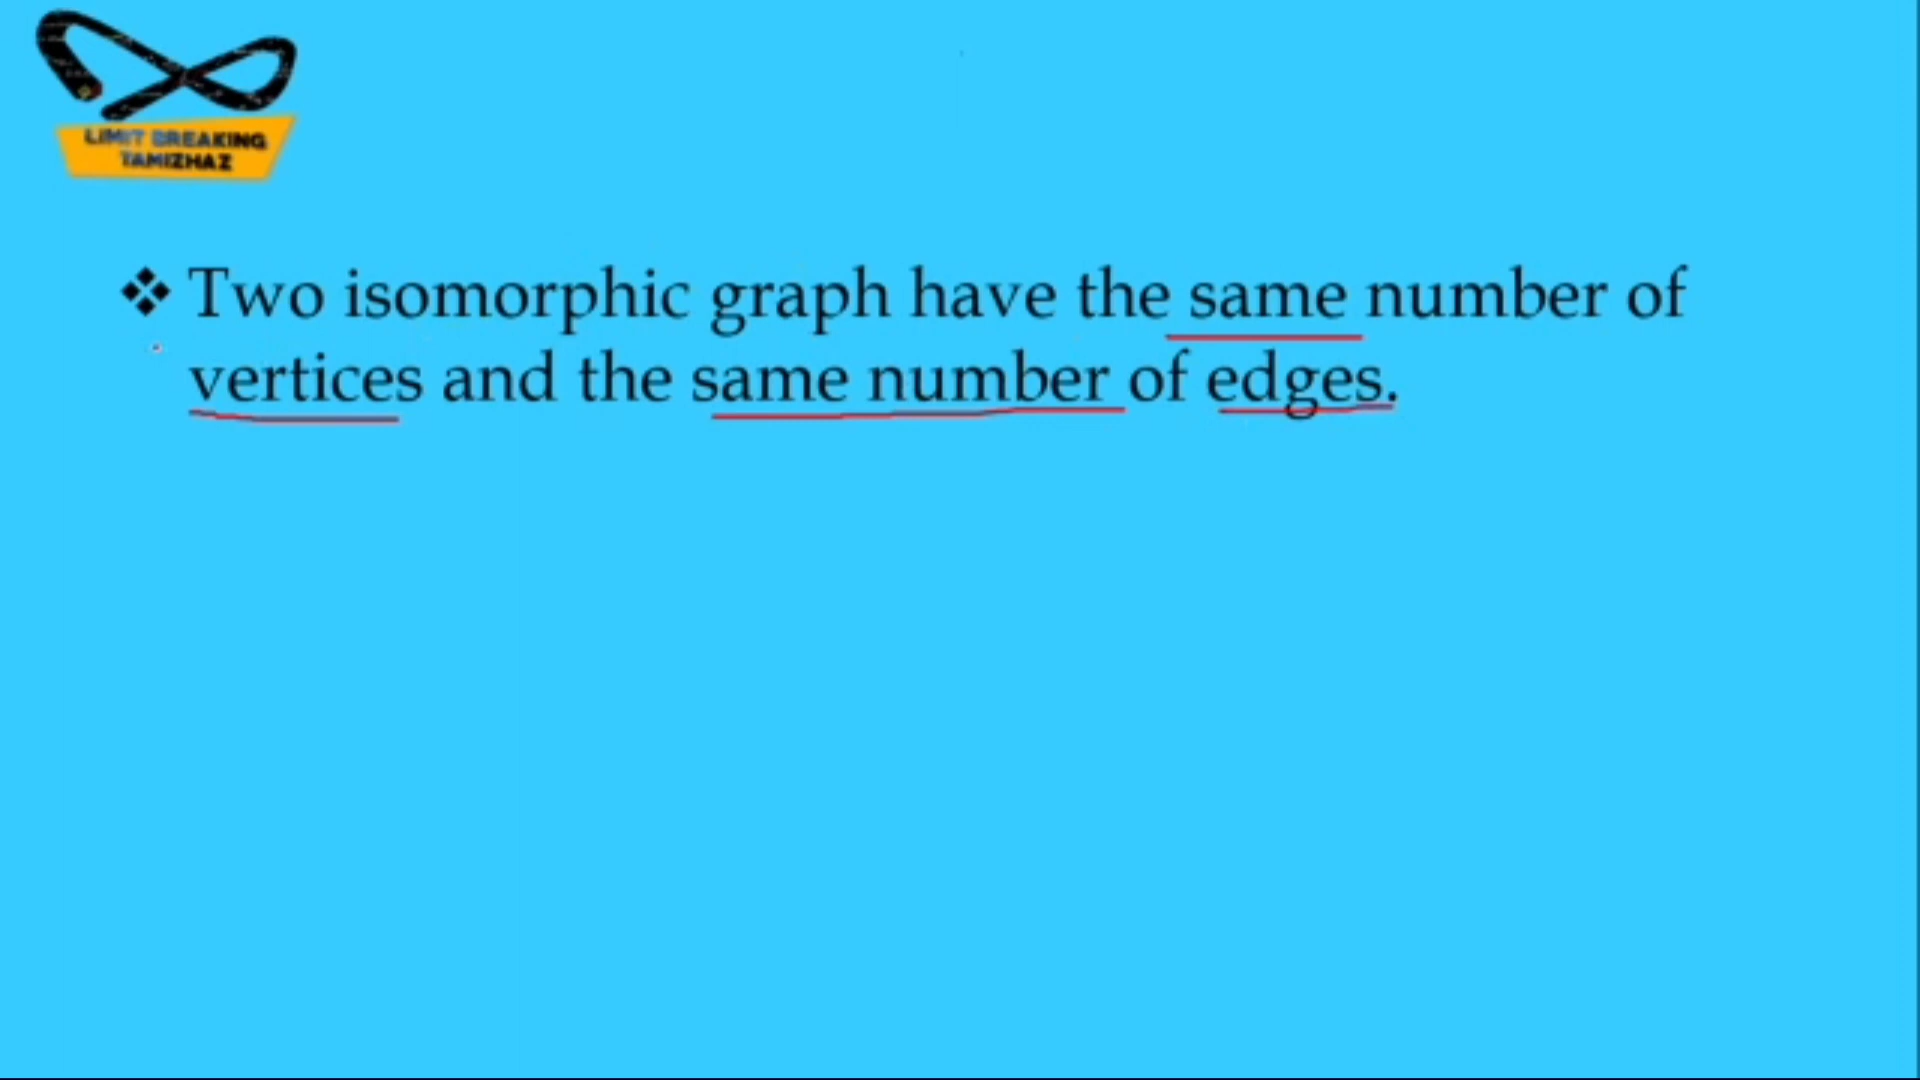 LIMIT BREAKING
TAMIZHAZ
❖ Two isomorphic graph have the same number of
vertices and the same number of edges.